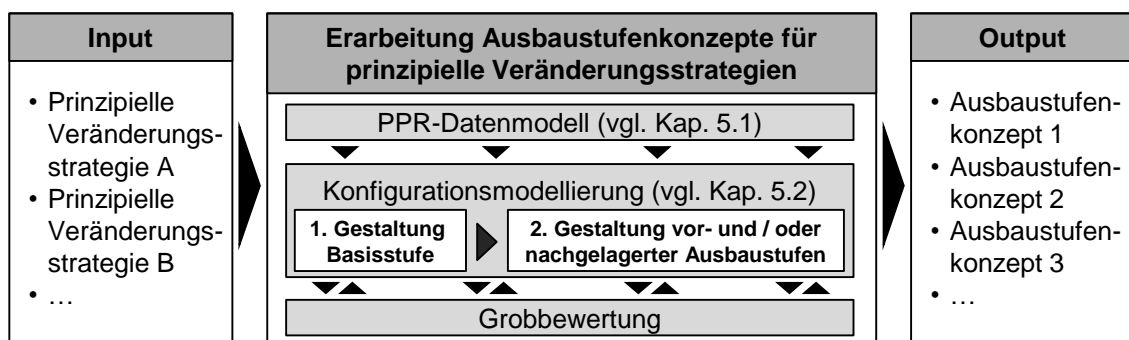 Input
• Prinzipielle
Veränderungs-
strategie A
• Prinzipielle
Veränderungs-
strategie B
• …
Erarbeitung Ausbaustufenkonzepte für
prinzipielle Veränderungsstrategien
PPR-Datenmodell (vgl. Kap. 5.1)
Konfigurationsmodellierung (vgl. Kap. 5.2)
1. Gestaltung
Basisstufe
2. Gestaltung vor- und / oder
nachgelagerter Ausbaustufen
Grobbewertung
Output
• Ausbaustufen-
konzept 1
• Ausbaustufen-
konzept 2
• Ausbaustufen-
konzept 3
• …